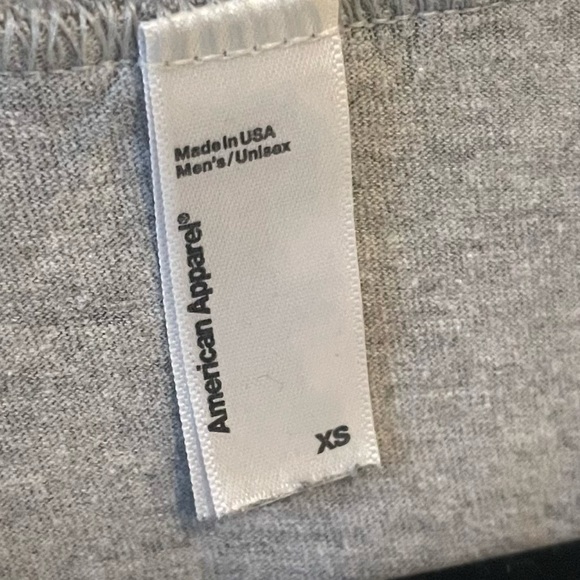 Made in USA
Men's/Unisex
American Apparel®
XS